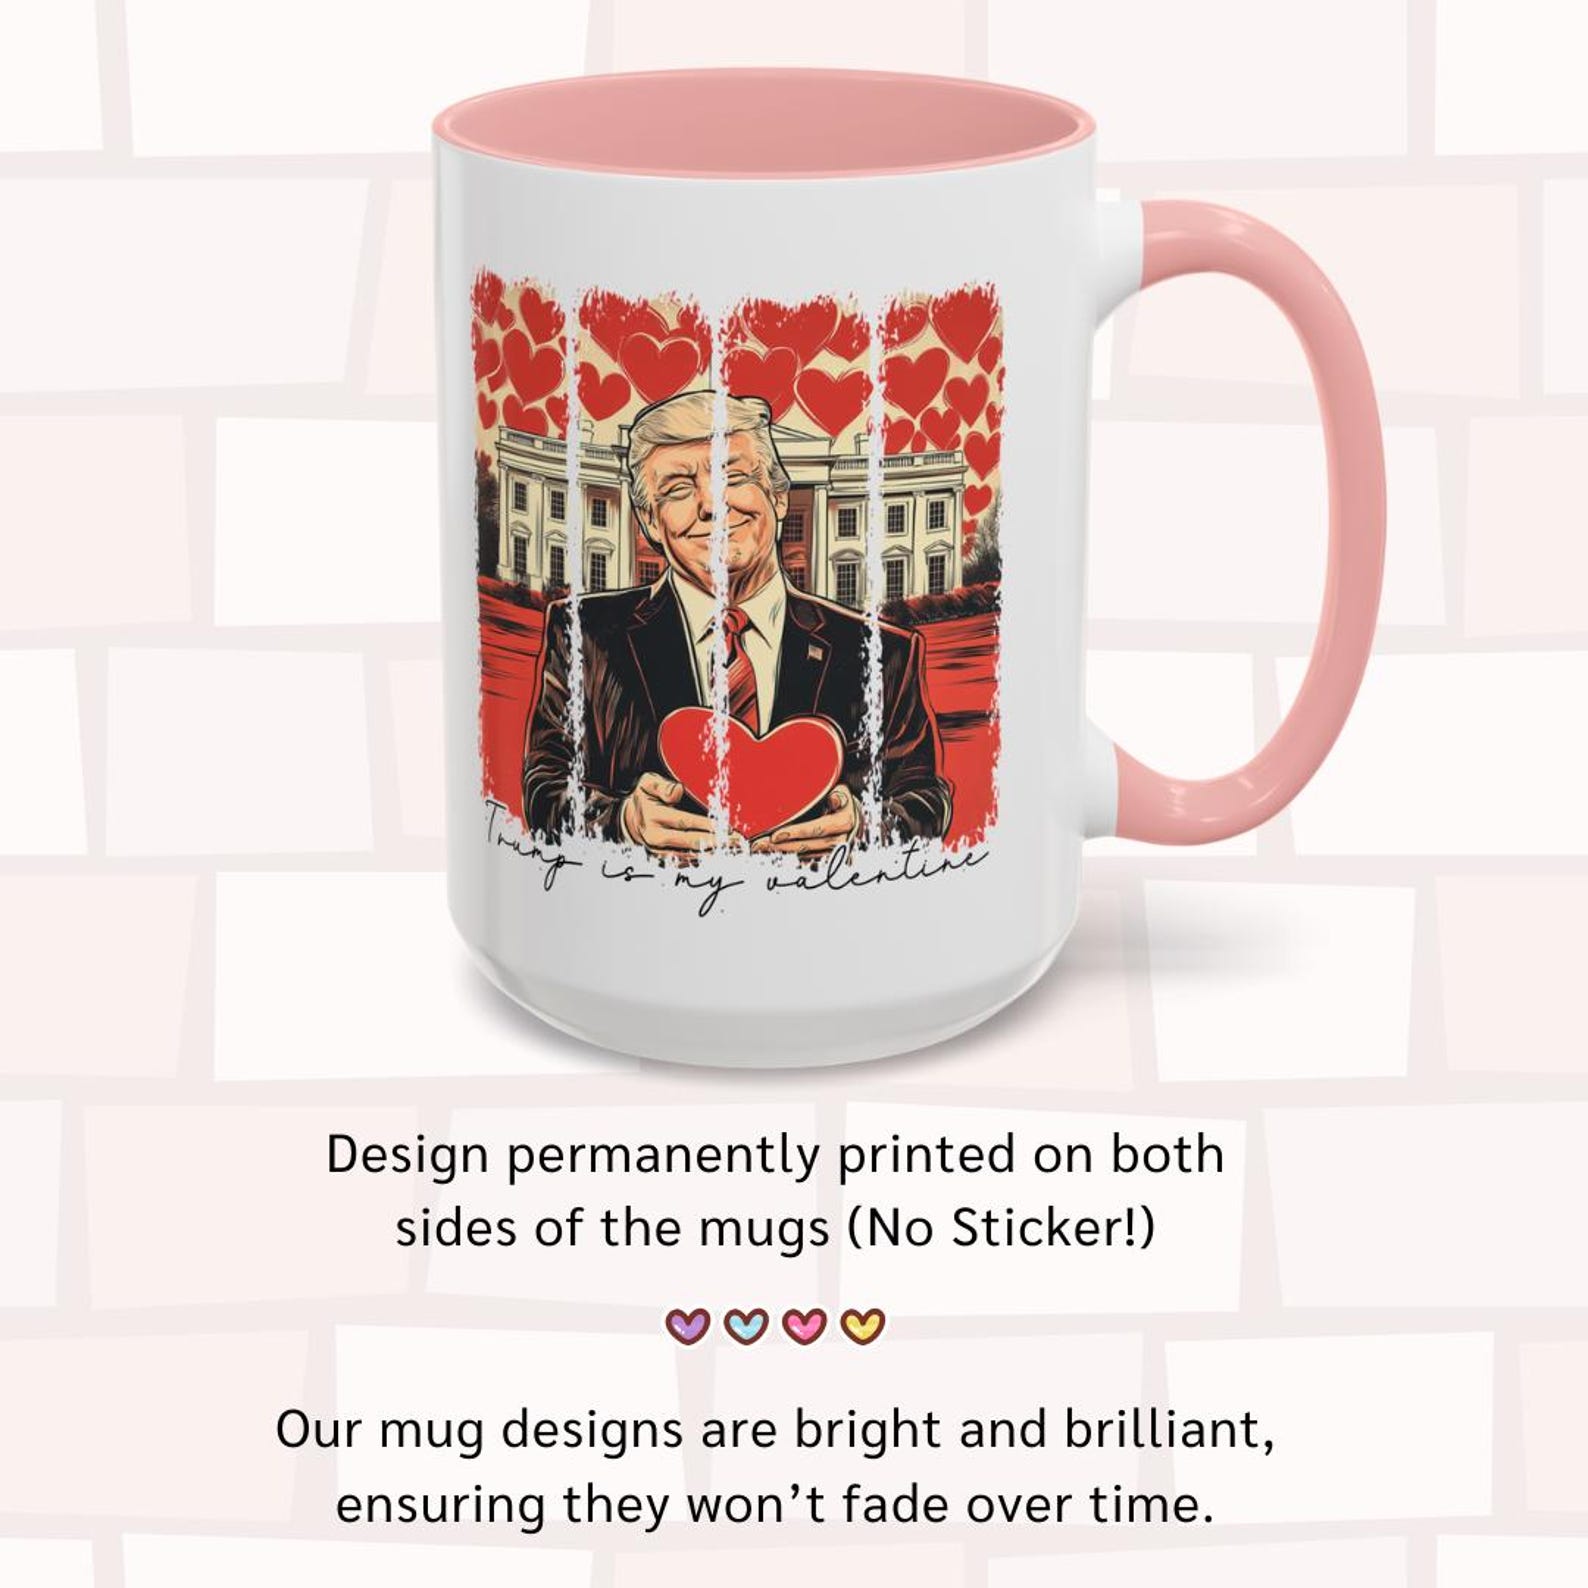 Trump is my valentine
Design permanently printed on both
sides of the mugs (No Sticker!)
Our mug designs are bright and brilliant,
ensuring they won’t fade over time.